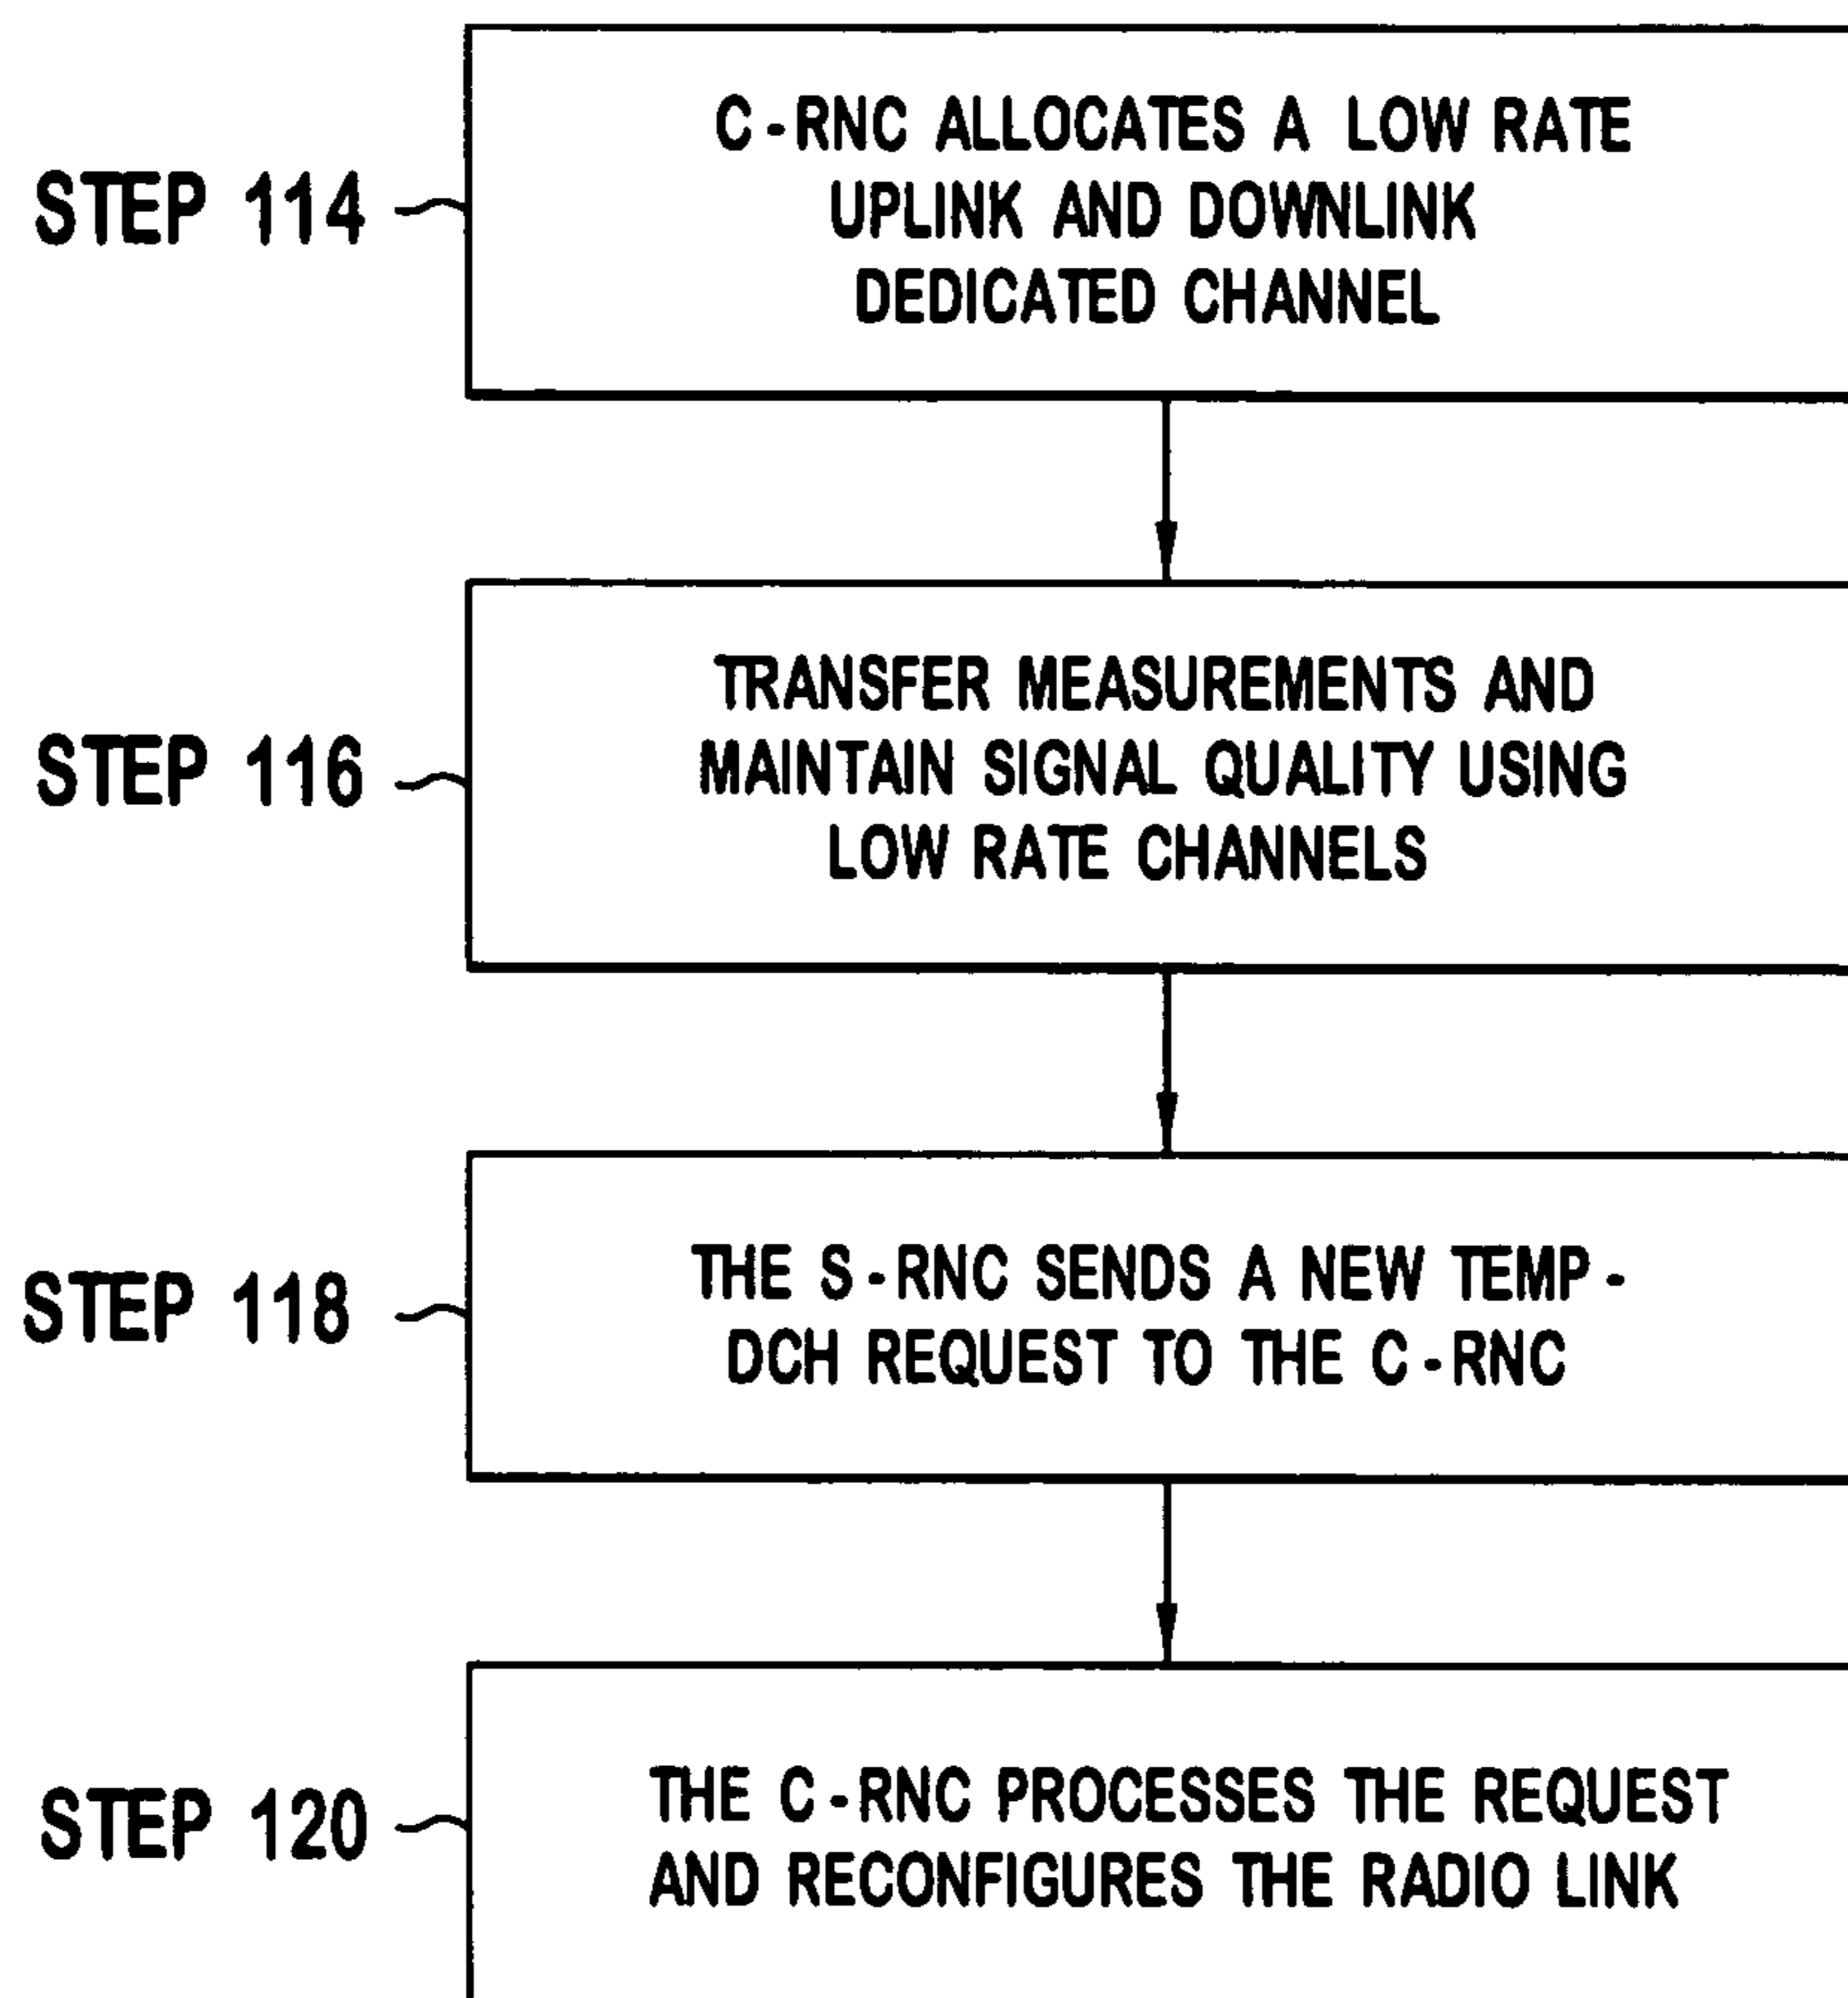 STEP 114
C-RNC ALLOCATES A LOW RATE
UPLINK AND DOWNLINK
DEDICATED CHANNEL
STEP 116
TRANSFER MEASUREMENTS AND
MAINTAIN SIGNAL QUALITY USING
LOW RATE CHANNELS
STEP 118
THE S-RNC SENDS A NEW TEMP-
DCH REQUEST TO THE C-RNC
STEP 120
THE C-RNC PROCESSES THE REQUEST
AND RECONFIGURES THE RADIO LINK